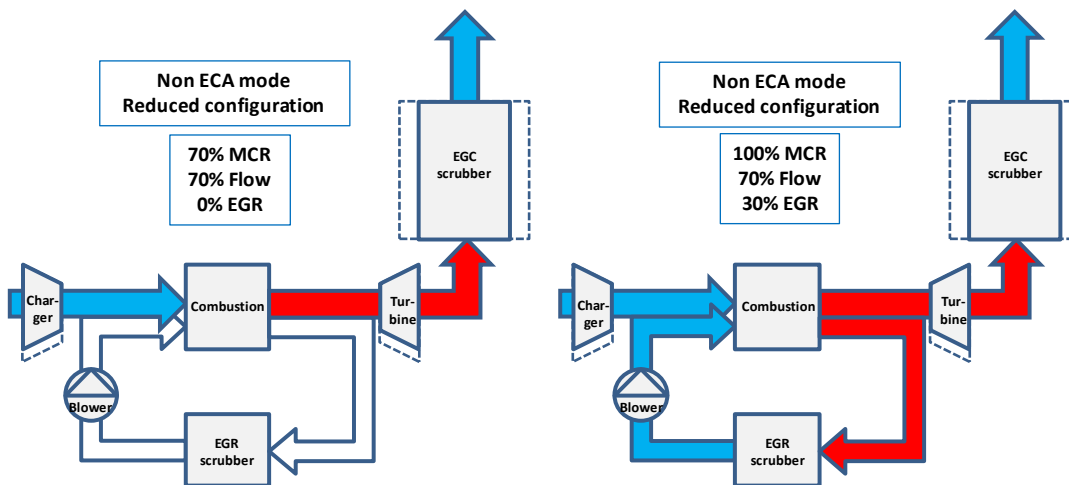 Non ECA mode
Reduced configuration
70% MCR
70% Flow
0% EGR
EGC
scrubber
Char-
ger
Combustion
Tur-
bine
Blower
EGR
scrubber
Non ECA mode
Reduced configuration
100% MCR
70% Flow
30% EGR
EGC
scrubber
Char-
ger
Combustion
Tur-
bine
Blower
EGR
scrubber